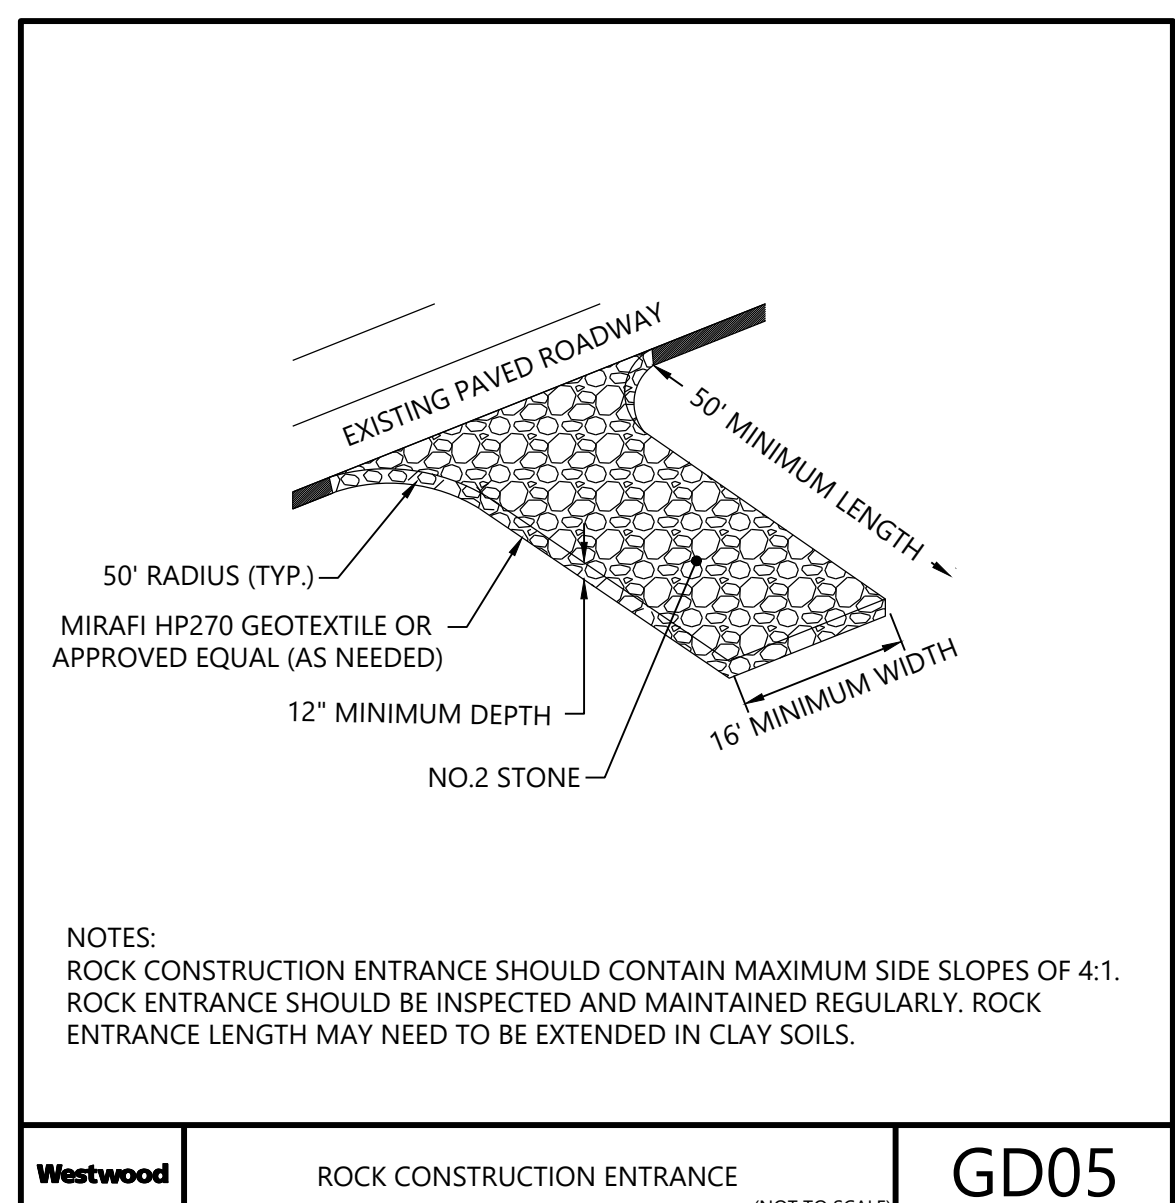 EXISTING PAVED ROADWAY
50' MINIMUM LENGTH
50' RADIUS (TYP.)
MIRAFI HP270 GEOTEXTILE OR
APPROVED EQUAL (AS NEEDED)
12" MINIMUM DEPTH
16' MINIMUM WIDTH
NO.2 STONE
NOTES:
ROCK CONSTRUCTION ENTRANCE SHOULD CONTAIN MAXIMUM SIDE SLOPES OF 4:1.
ROCK ENTRANCE SHOULD BE INSPECTED AND MAINTAINED REGULARLY. ROCK
ENTRANCE LENGTH MAY NEED TO BE EXTENDED IN CLAY SOILS.
Westwood
ROCK CONSTRUCTION ENTRANCE
(NOT TO SCALE)
GD05